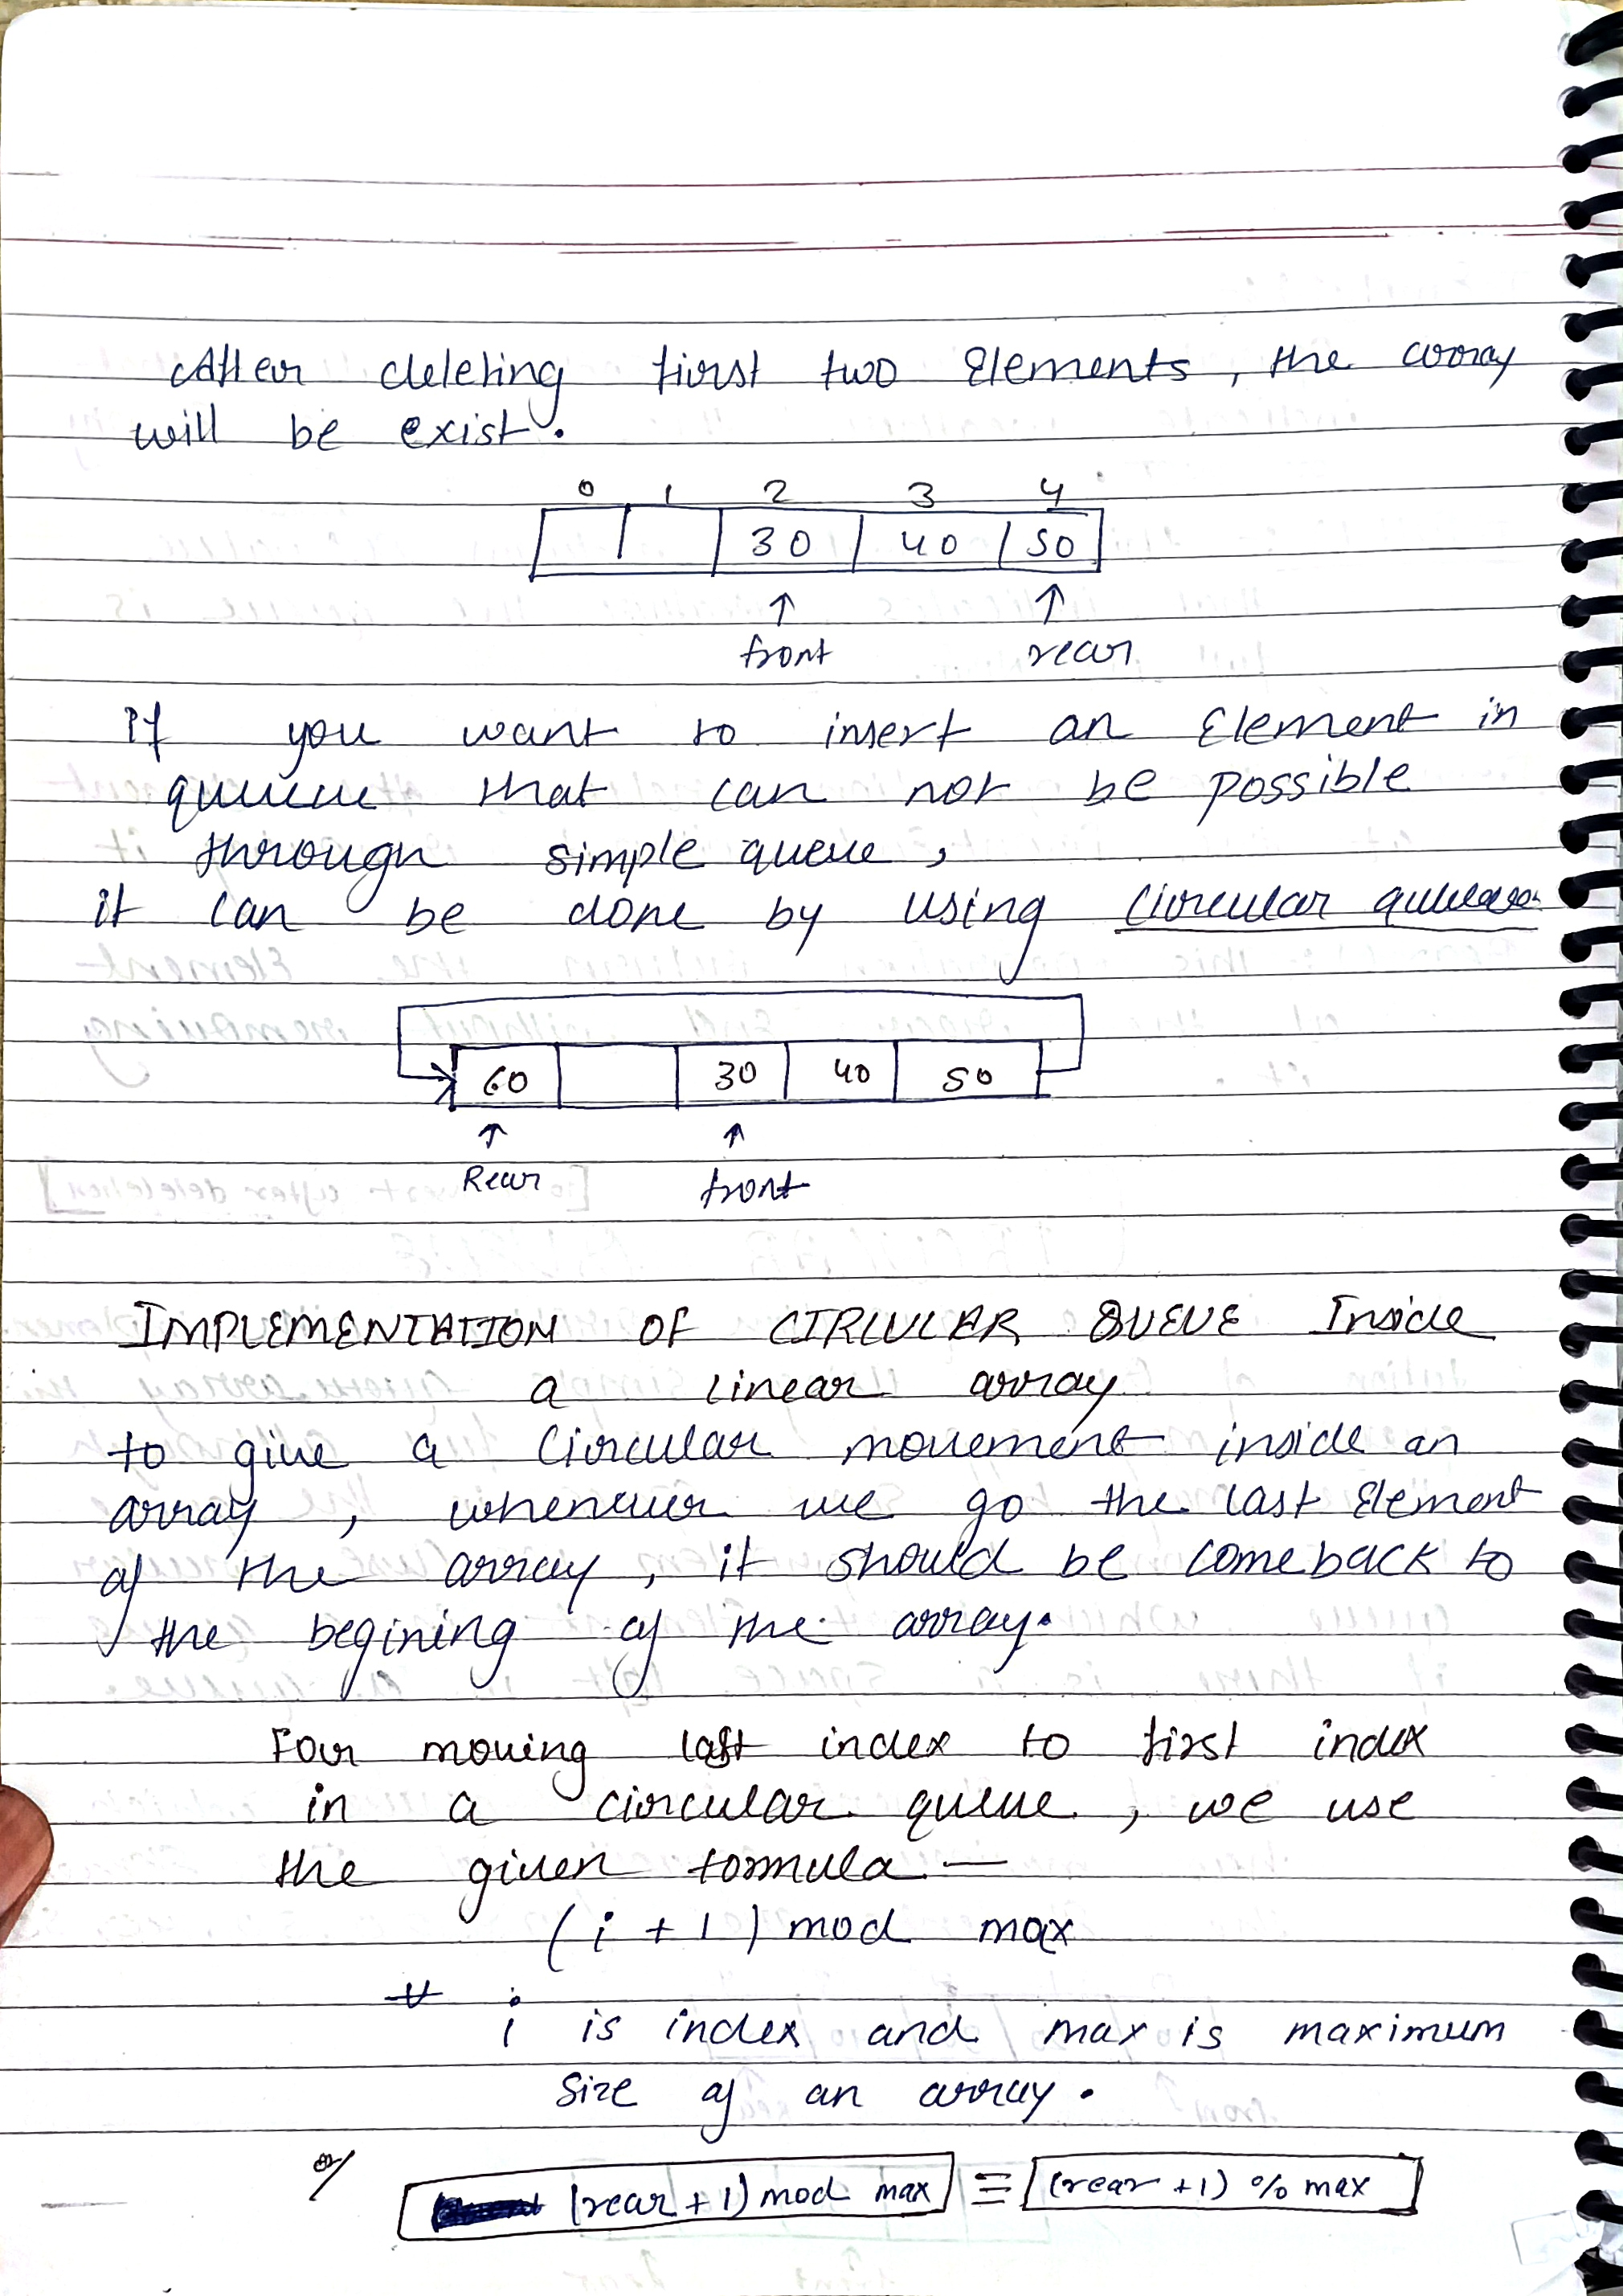 After deleting first two Elements, the array
will be exist.
0 1 2 3 4
30 40 50
front rear
If you want to insert an Element in
queue that can not be possible
through simple queue,
it can be done by using circular queue
60 30 40 50
Rear front
IMPLEMENTATION OF CIRCULAR QUEUE Inside
a linear array
to give a Circular movement inside an
array, whenever we go the last Element
of the array, it should be comeback to
the begining of the array.
For moving last index to first index
in a circular queue, we use
the given formula —
(i + 1) mod max
i is index and max is maximum
size of an array.
(rear + 1) mod max ≡ (rear + 1) % max